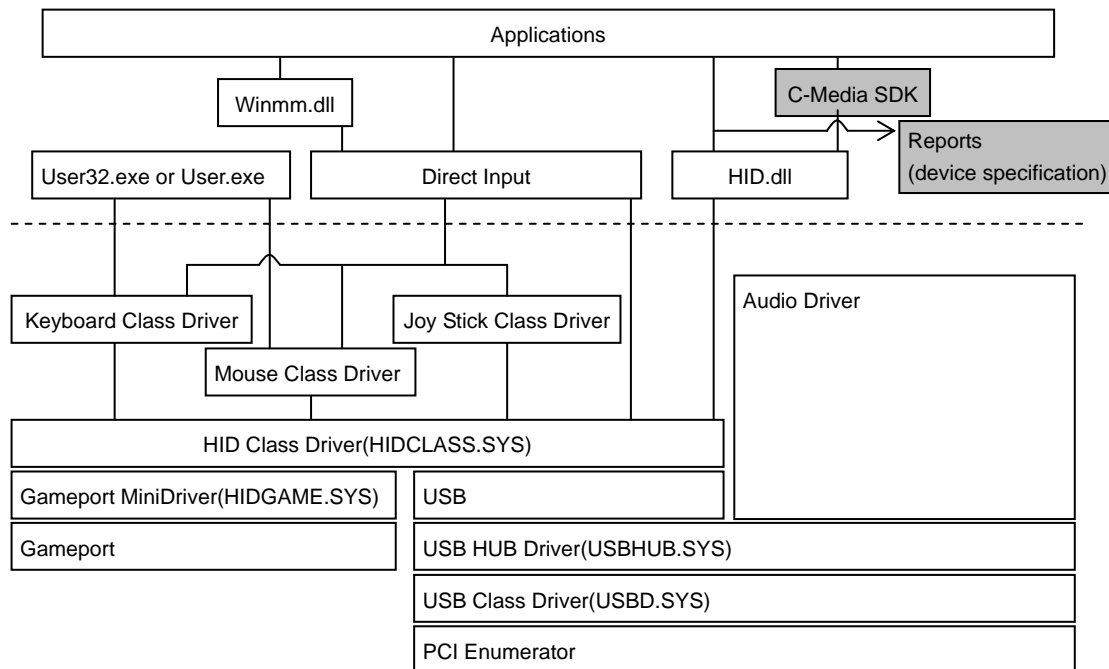 Applications
Winmm.dll
C-Media SDK
Reports
(device specification)
User32.exe or User.exe
Direct Input
HID.dll
Audio Driver
Keyboard Class Driver
Joy Stick Class Driver
Mouse Class Driver
HID Class Driver(HIDCLASS.SYS)
Gameport MiniDriver(HIDGAME.SYS)
USB
Gameport
USB HUB Driver(USBHUB.SYS)
USB Class Driver(USBD.SYS)
PCI Enumerator